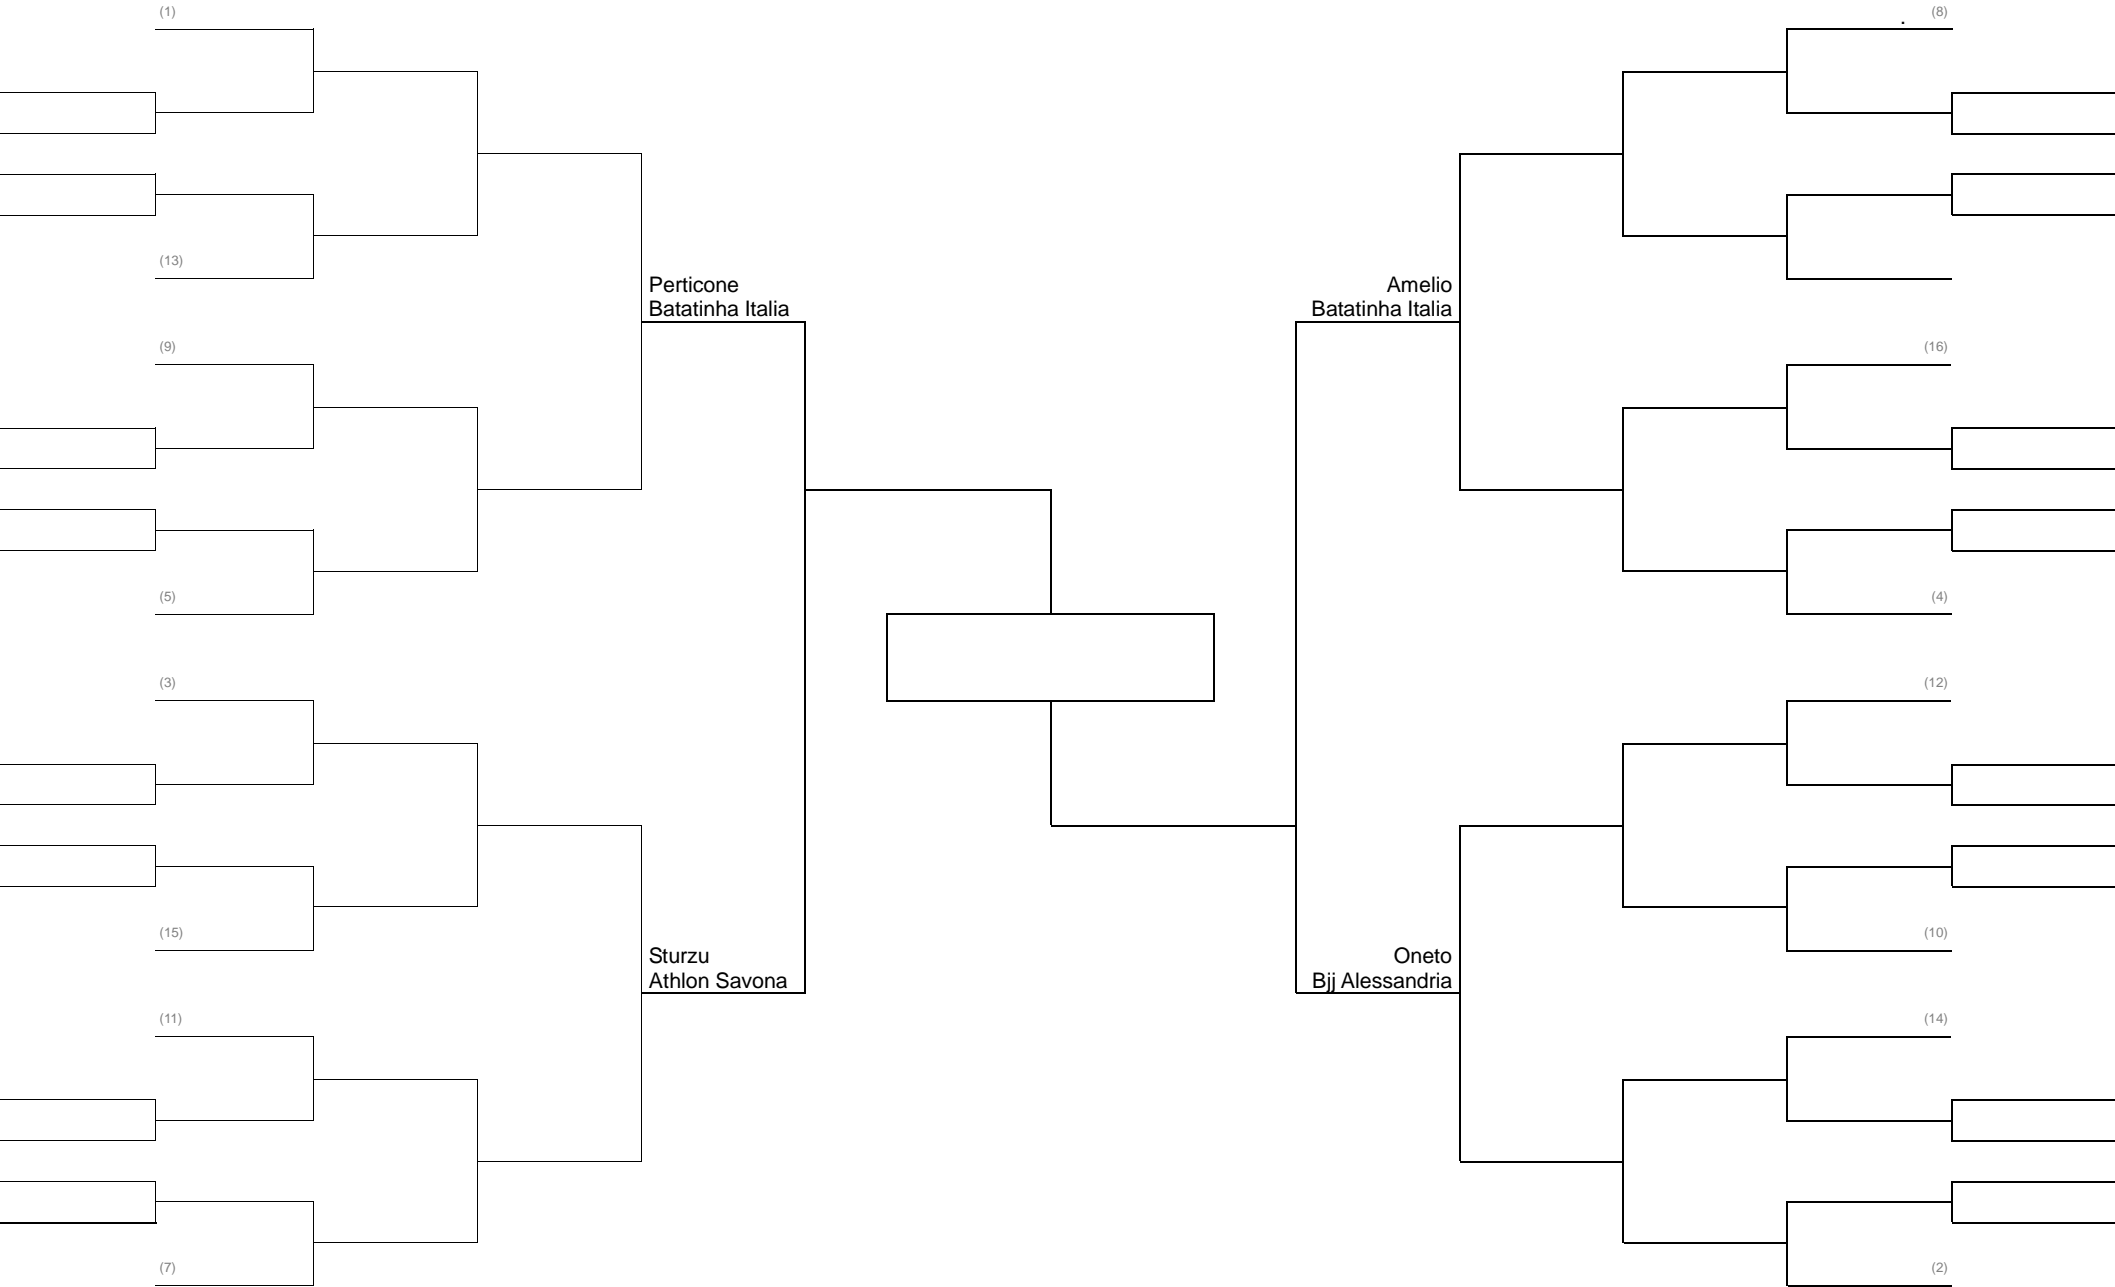 (1)
. (8)
(13)
Perticone
Batatinha Italia
Amelio
Batatinha Italia
(9)
(16)
(5)
(4)
(3)
(12)
(15)
(10)
Sturzu
Athlon Savona
Oneto
Bjj Alessandria
(11)
(14)
(7)
(2)